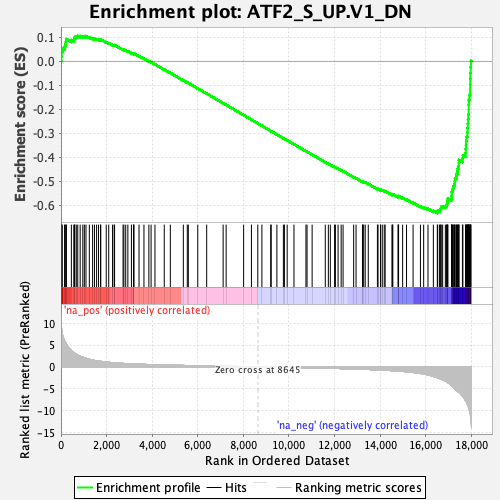 Enrichment plot: ATF2_S_UP.V1_DN
Enrichment score (ES)
0.1
0.0
-0.1
-0.2
-0.3
-0.4
-0.5
-0.6
'na_pos' (positively correlated)
Ranked list metric (PreRanked)
10
5
0
-5
-10
-15
Zero cross at 8645
'na_neg' (negatively correlated)
0
2,000
4,000
6,000
8,000
10,000
12,000
14,000
16,000
18,000
Rank in Ordered Dataset
Enrichment profile
Hits
Ranking metric scores